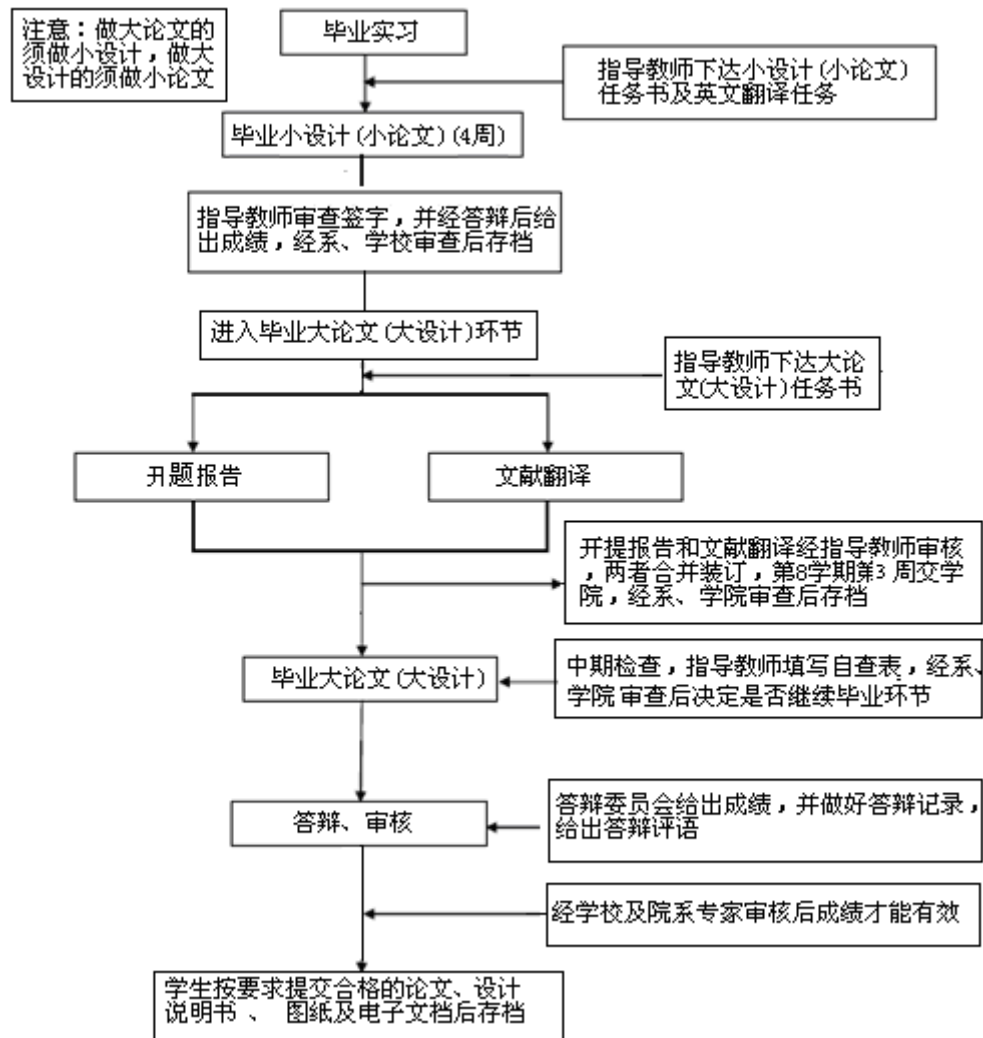 注意：做大论文的
须做小设计，做大
设计的须做小论文
毕业实习
指导教师下达小设计(小论文)
任务书及英文翻译任务
毕业小设计(小论文)(4周)
指导教师审查签字，并经答辩后给
出成绩，经系、学校审查后存档
进入毕业大论文(大设计)环节
指导教师下达大论
文(大设计)任务书
开题报告
文献翻译
开提报告和文献翻译经指导教师审核
，两者合并装订，第8学期第3周交学
院，经系、学院审查后存档
毕业大论文(大设计)
中期检查，指导教师填写自查表，经系、
学院审查后决定是否继续毕业环节
答辩、审核
答辩委员会给出成绩，并做好答辩记录，
给出答辩评语
经学校及院系专家审核后成绩才能有效
学生按要求提交合格的论文、设计
说明书 、 图纸及电子文档后存档